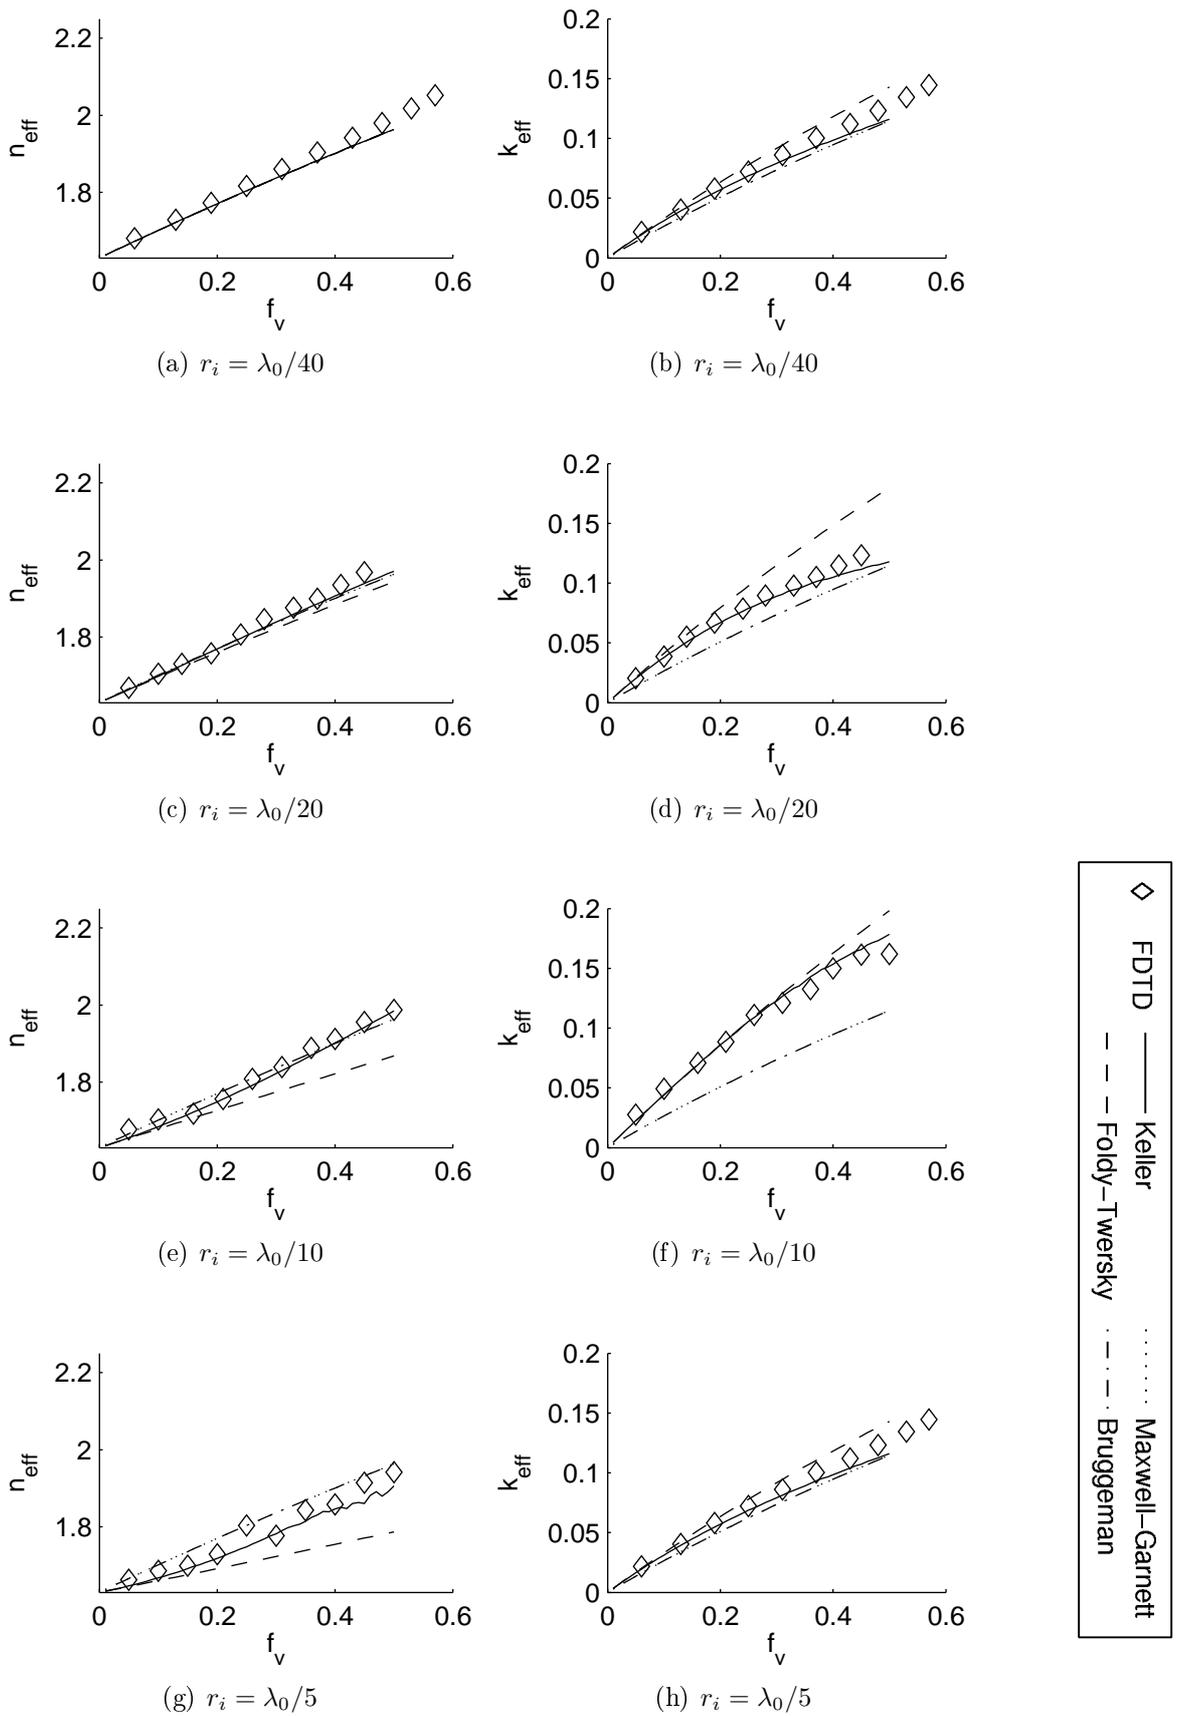 2.2
2
1.8
n_eff
0 0.2 0.4 0.6
f_v
(a) r_i = λ_0/40
0.2
0.15
0.1
0.05
0
k_eff
0 0.2 0.4 0.6
f_v
(b) r_i = λ_0/40
2.2
2
1.8
n_eff
0 0.2 0.4 0.6
f_v
(c) r_i = λ_0/20
0.2
0.15
0.1
0.05
0
k_eff
0 0.2 0.4 0.6
f_v
(d) r_i = λ_0/20
2.2
2
1.8
n_eff
0 0.2 0.4 0.6
f_v
(e) r_i = λ_0/10
0.2
0.15
0.1
0.05
0
k_eff
0 0.2 0.4 0.6
f_v
(f) r_i = λ_0/10
2.2
2
1.8
n_eff
0 0.2 0.4 0.6
f_v
(g) r_i = λ_0/5
0.2
0.15
0.1
0.05
0
k_eff
0 0.2 0.4 0.6
f_v
(h) r_i = λ_0/5
FDTD Keller Maxwell−Garnett
Foldy−Twersky Bruggeman